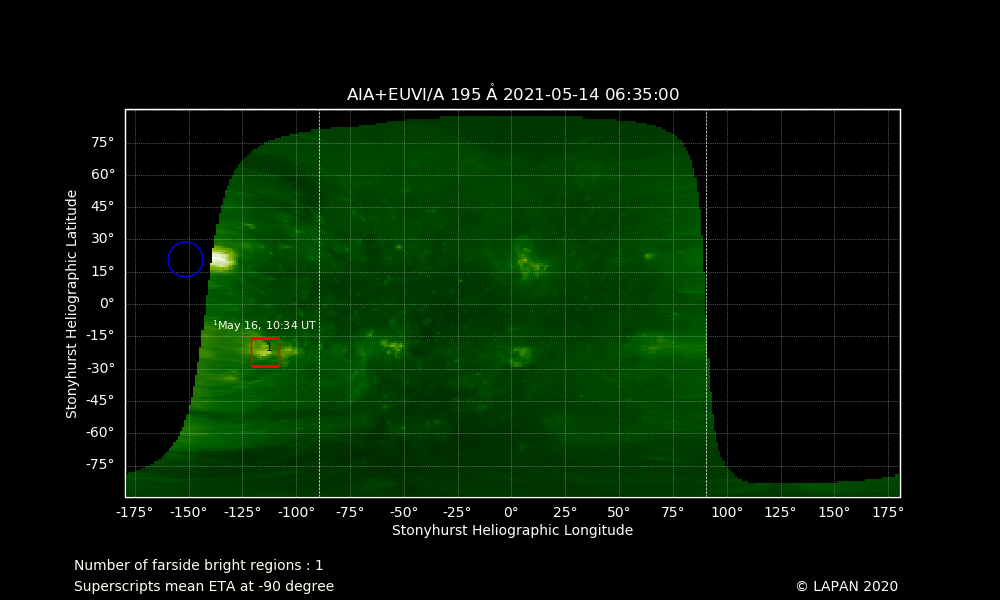 AIA+EUVI/A 195 Å 2021-05-14 06:35:00
75°
60°
45°
30°
15°
0°
-15°
-30°
-45°
-60°
-75°
Stonyhurst Heliographic Latitude
¹May 16, 10:34 UT
1
-175° -150° -125° -100° -75° -50° -25° 0° 25° 50° 75° 100° 125° 150° 175°
Stonyhurst Heliographic Longitude
Number of farside bright regions : 1
Superscripts mean ETA at -90 degree
© LAPAN 2020